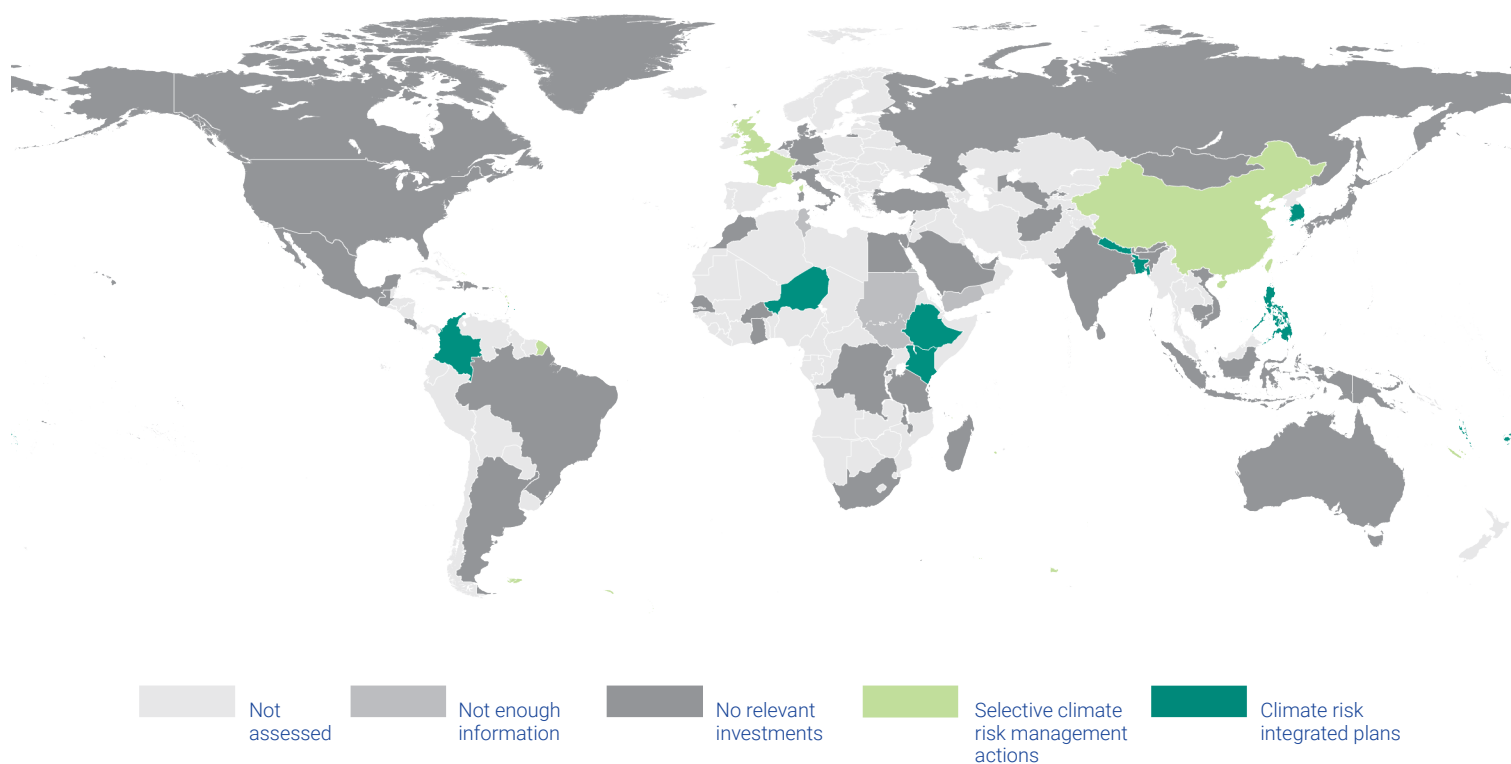 Not
assessed
Not enough
information
No relevant
investments
Selective climate
risk management
actions
Climate risk
integrated plans